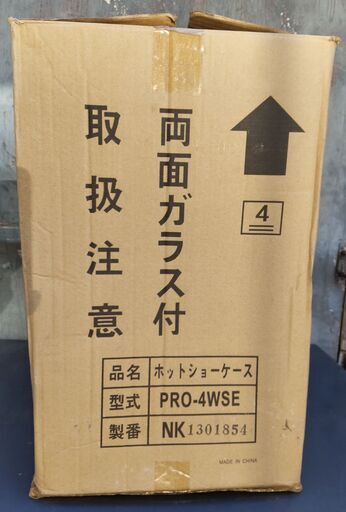 両面ガラス付
取扱注意
4
品名 ホットショーケース
型式 PRO-4WSE
製番 NK1301854
MADE IN CHINA